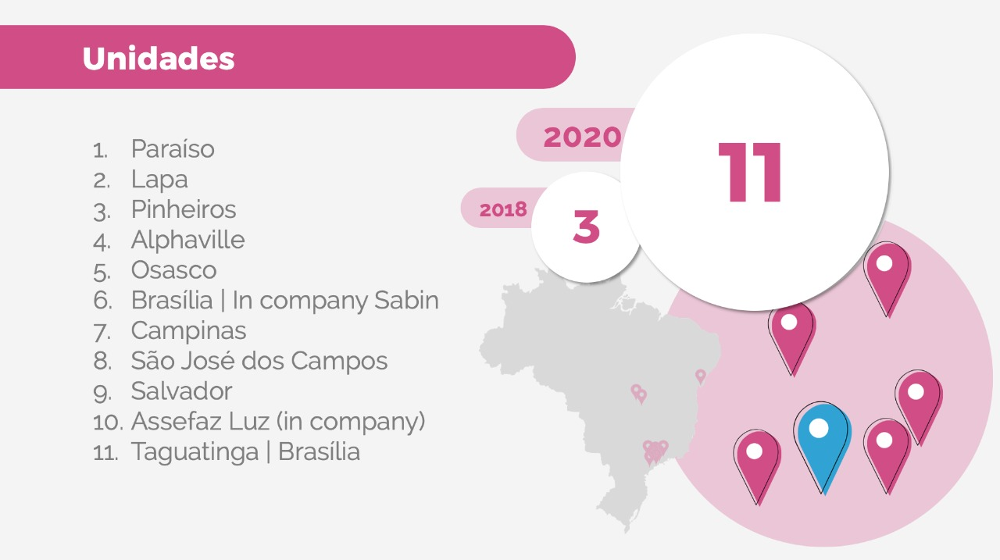 Unidades
1. Paraíso
2. Lapa
3. Pinheiros
4. Alphaville
5. Osasco
6. Brasília | In company Sabin
7. Campinas
8. São José dos Campos
9. Salvador
10. Assefaz Luz (in company)
11. Taguatinga | Brasília
2020
11
2018
3